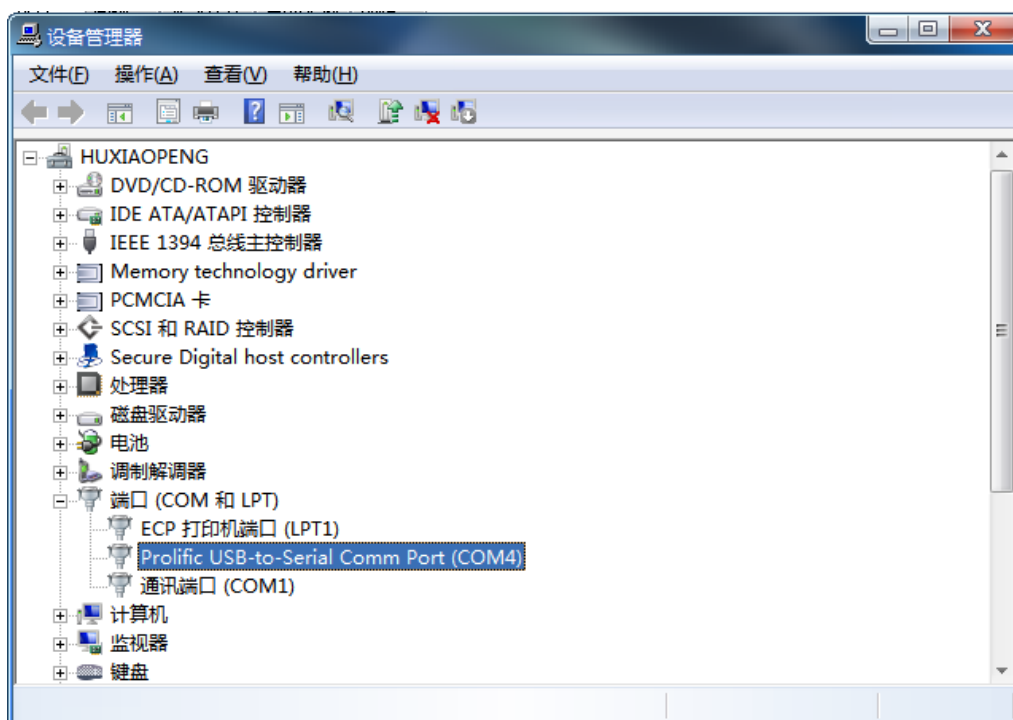 设备管理器
文件(F) 操作(A) 查看(V) 帮助(H)
HUXIAOPENG
DVD/CD-ROM 驱动器
IDE ATA/ATAPI 控制器
IEEE 1394 总线主控制器
Memory technology driver
PCMCIA 卡
SCSI 和 RAID 控制器
Secure Digital host controllers
处理器
磁盘驱动器
电池
调制解调器
端口 (COM 和 LPT)
ECP 打印机端口 (LPT1)
Prolific USB-to-Serial Comm Port (COM4)
通讯端口 (COM1)
计算机
监视器
键盘